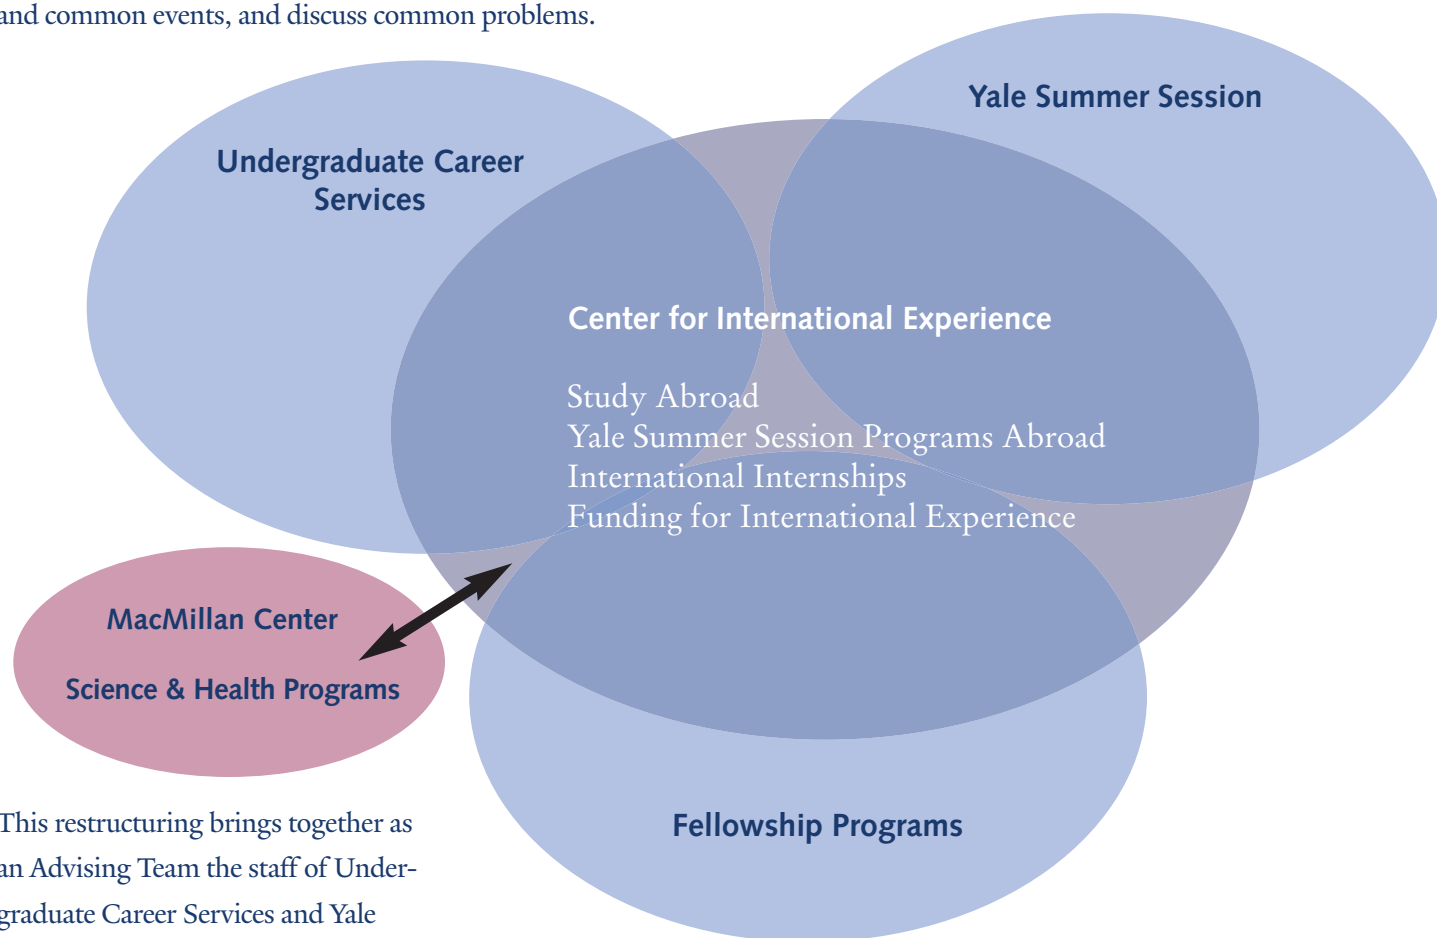 and common events, and discuss common problems.
Yale Summer Session
Undergraduate Career
Services
Center for International Experience
Study Abroad
Yale Summer Session Programs Abroad
International Internships
Funding for International Experience
MacMillan Center
Science & Health Programs
Fellowship Programs
This restructuring brings together as
an Advising Team the staff of Under-
graduate Career Services and Yale